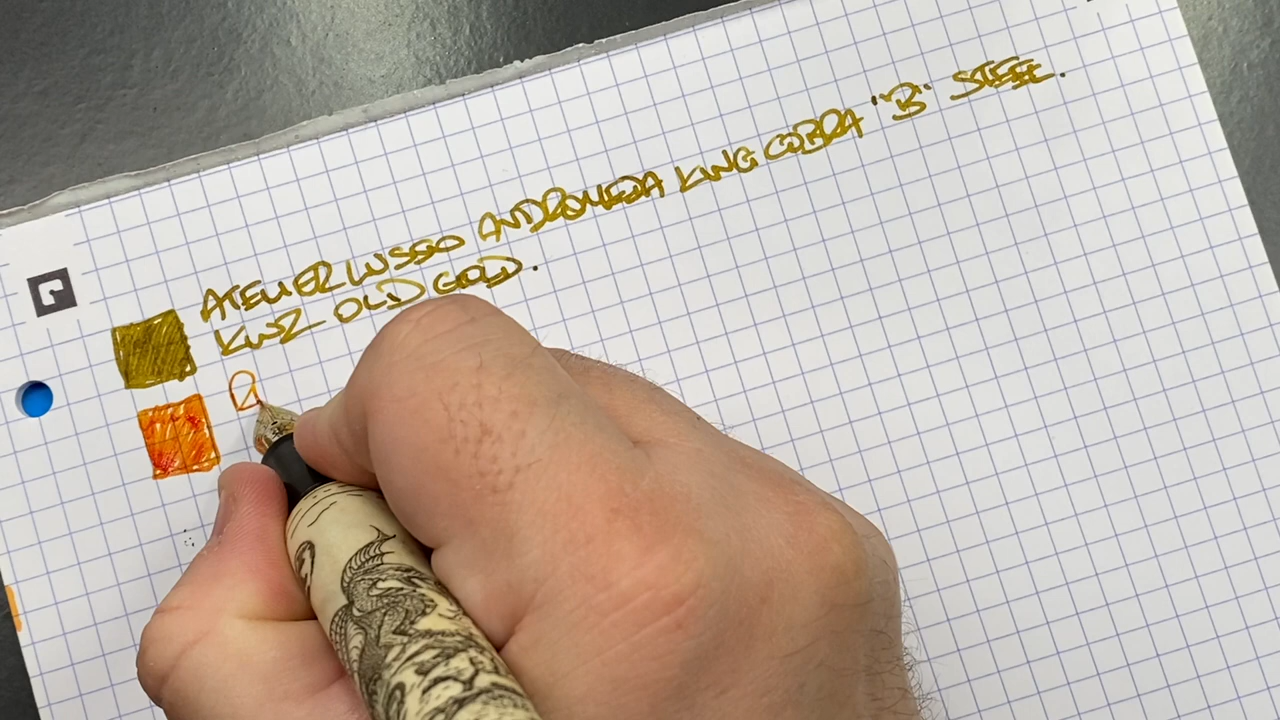 ATELIER LUSSO ANDROMEDA KING COBRA "B" STEEL.
KWZ OLD GOLD.